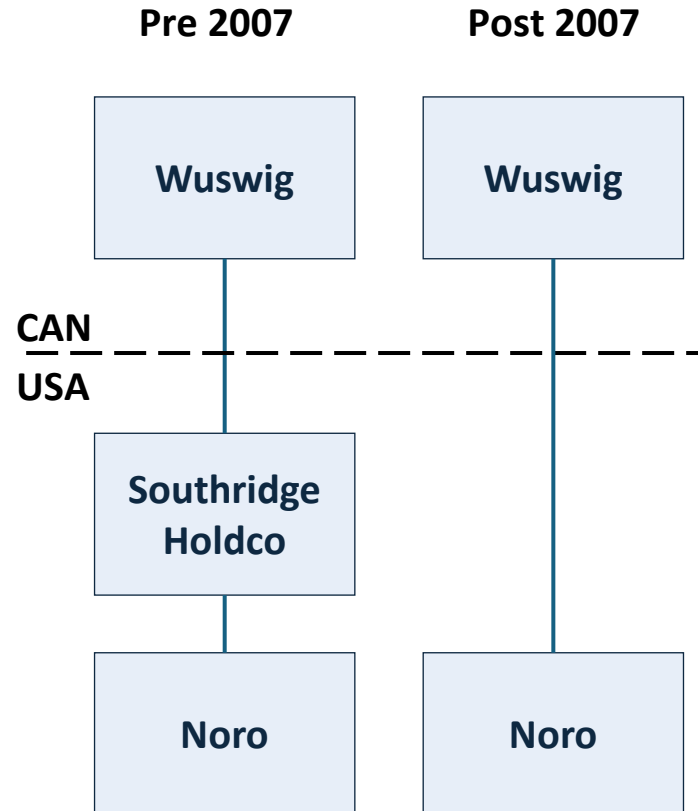 Pre 2007
Post 2007
Wuswig
Wuswig
CAN
USA
Southridge
Holdco
Noro
Noro